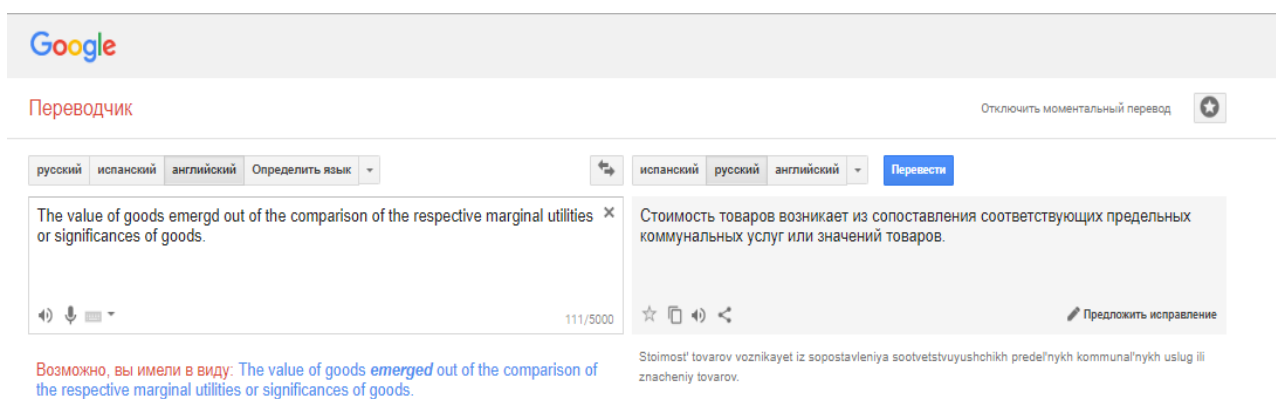 Google
Переводчик
Отключить моментальный перевод
русский испанский английский Определить язык
испанский русский английский Перевести
The value of goods emergd out of the comparison of the respective marginal utilities
or significances of goods.
111/5000
Стоимость товаров возникает из сопоставления соответствующих предельных
коммунальных услуг или значений товаров.
Предложить исправление
Возможно, вы имели в виду: The value of goods emerged out of the comparison of
the respective marginal utilities or significances of goods.
Stoimost' tovarov voznikayet iz sopostavleniya sootvetstvuyushchikh predel'nykh kommunal'nykh uslug ili
znacheniy tovarov.